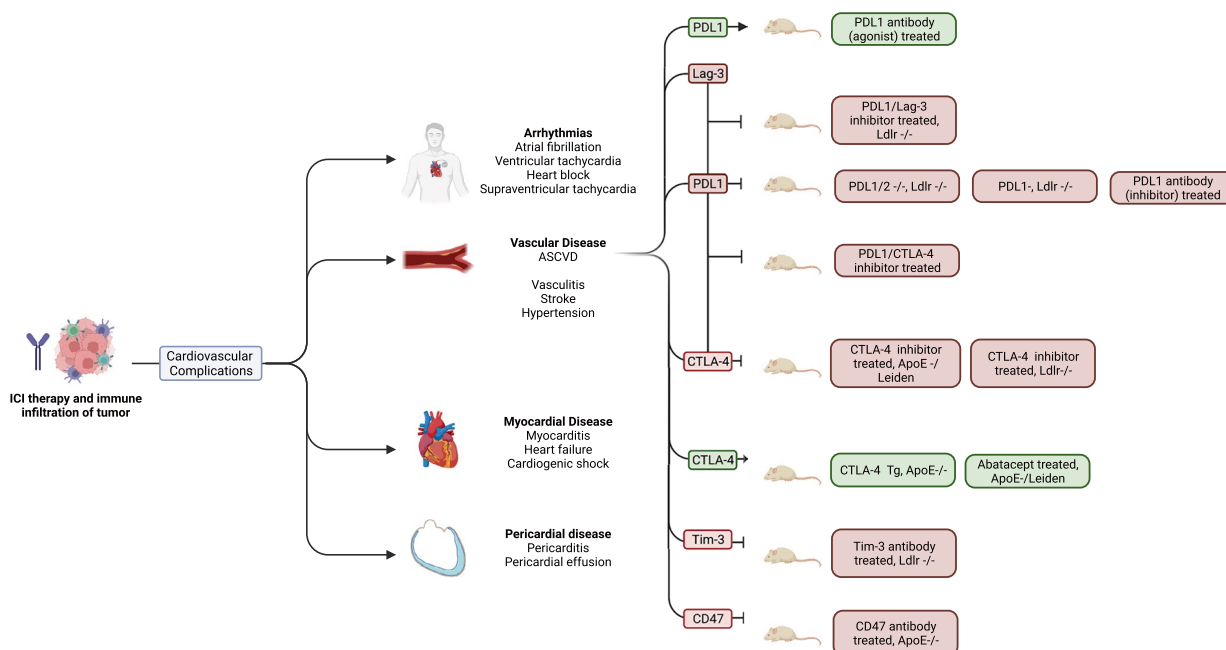 ICI therapy and immune
infiltration of tumor
Cardiovascular
Complications
Arrhythmias
Atrial fibrillation
Ventricular tachycardia
Heart block
Supraventricular tachycardia
Vascular Disease
ASCVD
Vasculitis
Stroke
Hypertension
Myocardial Disease
Myocarditis
Heart failure
Cardiogenic shock
Pericardial disease
Pericarditis
Pericardial effusion
PDL1
PDL1 antibody
(agonist) treated
Lag-3
PDL1/Lag-3
inhibitor treated,
Ldlr -/-
PDL1
PDL1/2 -/-, Ldlr -/-
PDL1-, Ldlr -/-
PDL1 antibody
(inhibitor) treated
PDL1/CTLA-4
inhibitor treated
CTLA-4
CTLA-4 inhibitor
treated, ApoE -/
Leiden
CTLA-4 inhibitor
treated, Ldlr-/-
CTLA-4
CTLA-4 Tg, ApoE-/-
Abatacept treated,
ApoE-/Leiden
Tim-3
Tim-3 antibody
treated, Ldlr -/-
CD47
CD47 antibody
treated, ApoE-/-